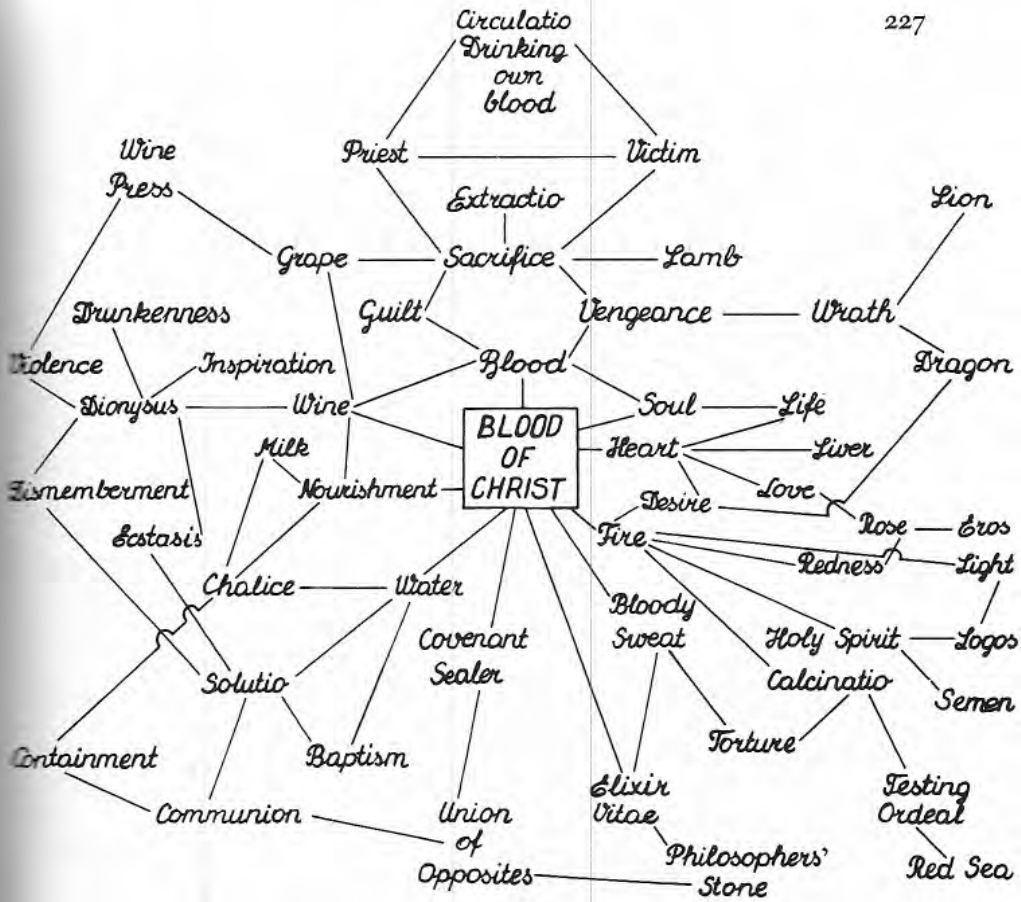 227
Circulatio
Drinking
own
blood
Wine
Press
Priest
Victim
Extractio
Lion
Grape
Sacrifice
Lamb
Drunkenness
Guilt
Vengeance
Wrath
Violence
Inspiration
Blood
Dragon
Dionysus
Wine
Soul
Life
BLOOD
OF
CHRIST
Milk
Heart
Liver
Dismemberment
Nourishment
Desire
Love
Ecstasis
Fire
Rose
Eros
Redness
Light
Chalice
Water
Bloody
Sweat
Covenant
Sealer
Holy Spirit
Logos
Solutio
Calcinatio
Semen
Containment
Baptism
Torture
Communion
Union
of
Opposites
Elixir
Vitae
Testing
Ordeal
Philosophers'
Stone
Red Sea